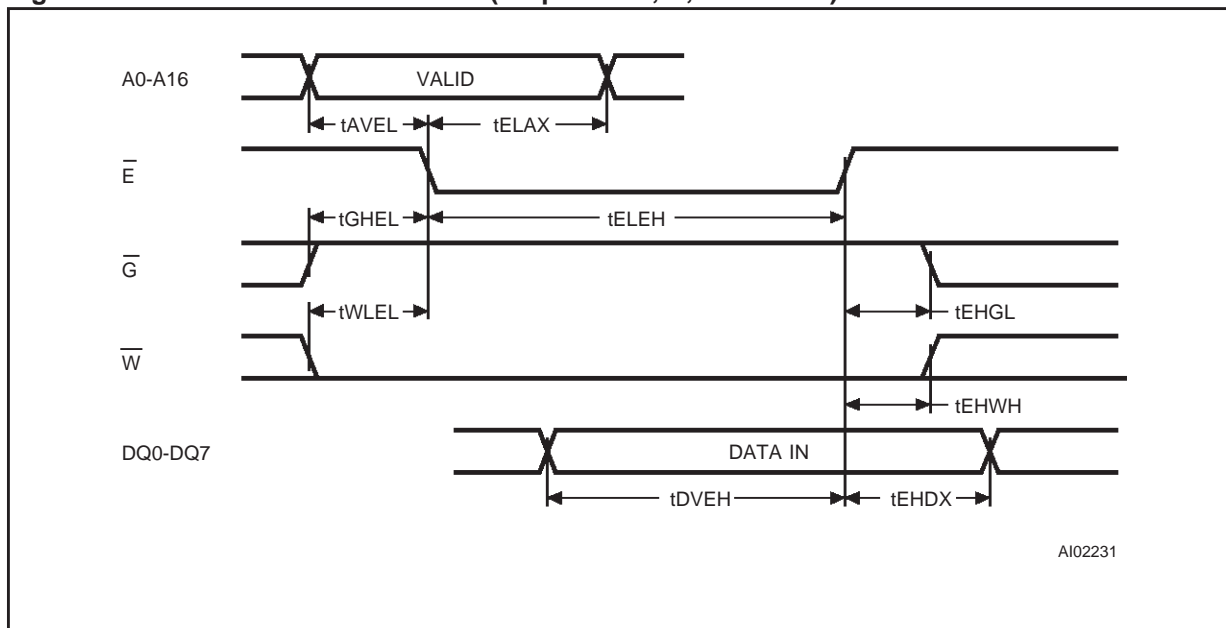 A0-A16
VALID
tAVEL
tELAX
E
tGHEL
tELEH
G
tWLEL
tEHGL
W
tEHWH
DQ0-DQ7
DATA IN
tDVEH
tEHDX
AI02231